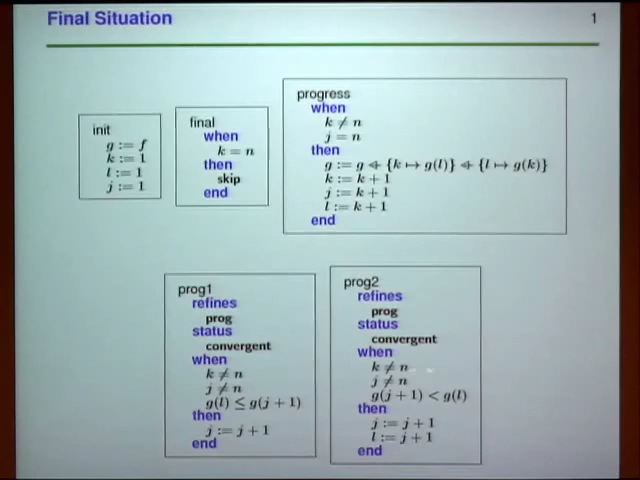 Final Situation
1
init
g := f
k := 1
l := 1
j := 1
final
when
k = n
then
skip
end
progress
when
k ≠ n
j = n
then
g := g ⩤ {k ↦ g(l)} ⩤ {l ↦ g(k)}
k := k + 1
j := k + 1
l := k + 1
end
prog1
refines
prog
status
convergent
when
k ≠ n
j ≠ n
g(l) ≤ g(j + 1)
then
j := j + 1
end
prog2
refines
prog
status
convergent
when
k ≠ n
j ≠ n
g(j + 1) < g(l)
then
j := j + 1
l := j + 1
end